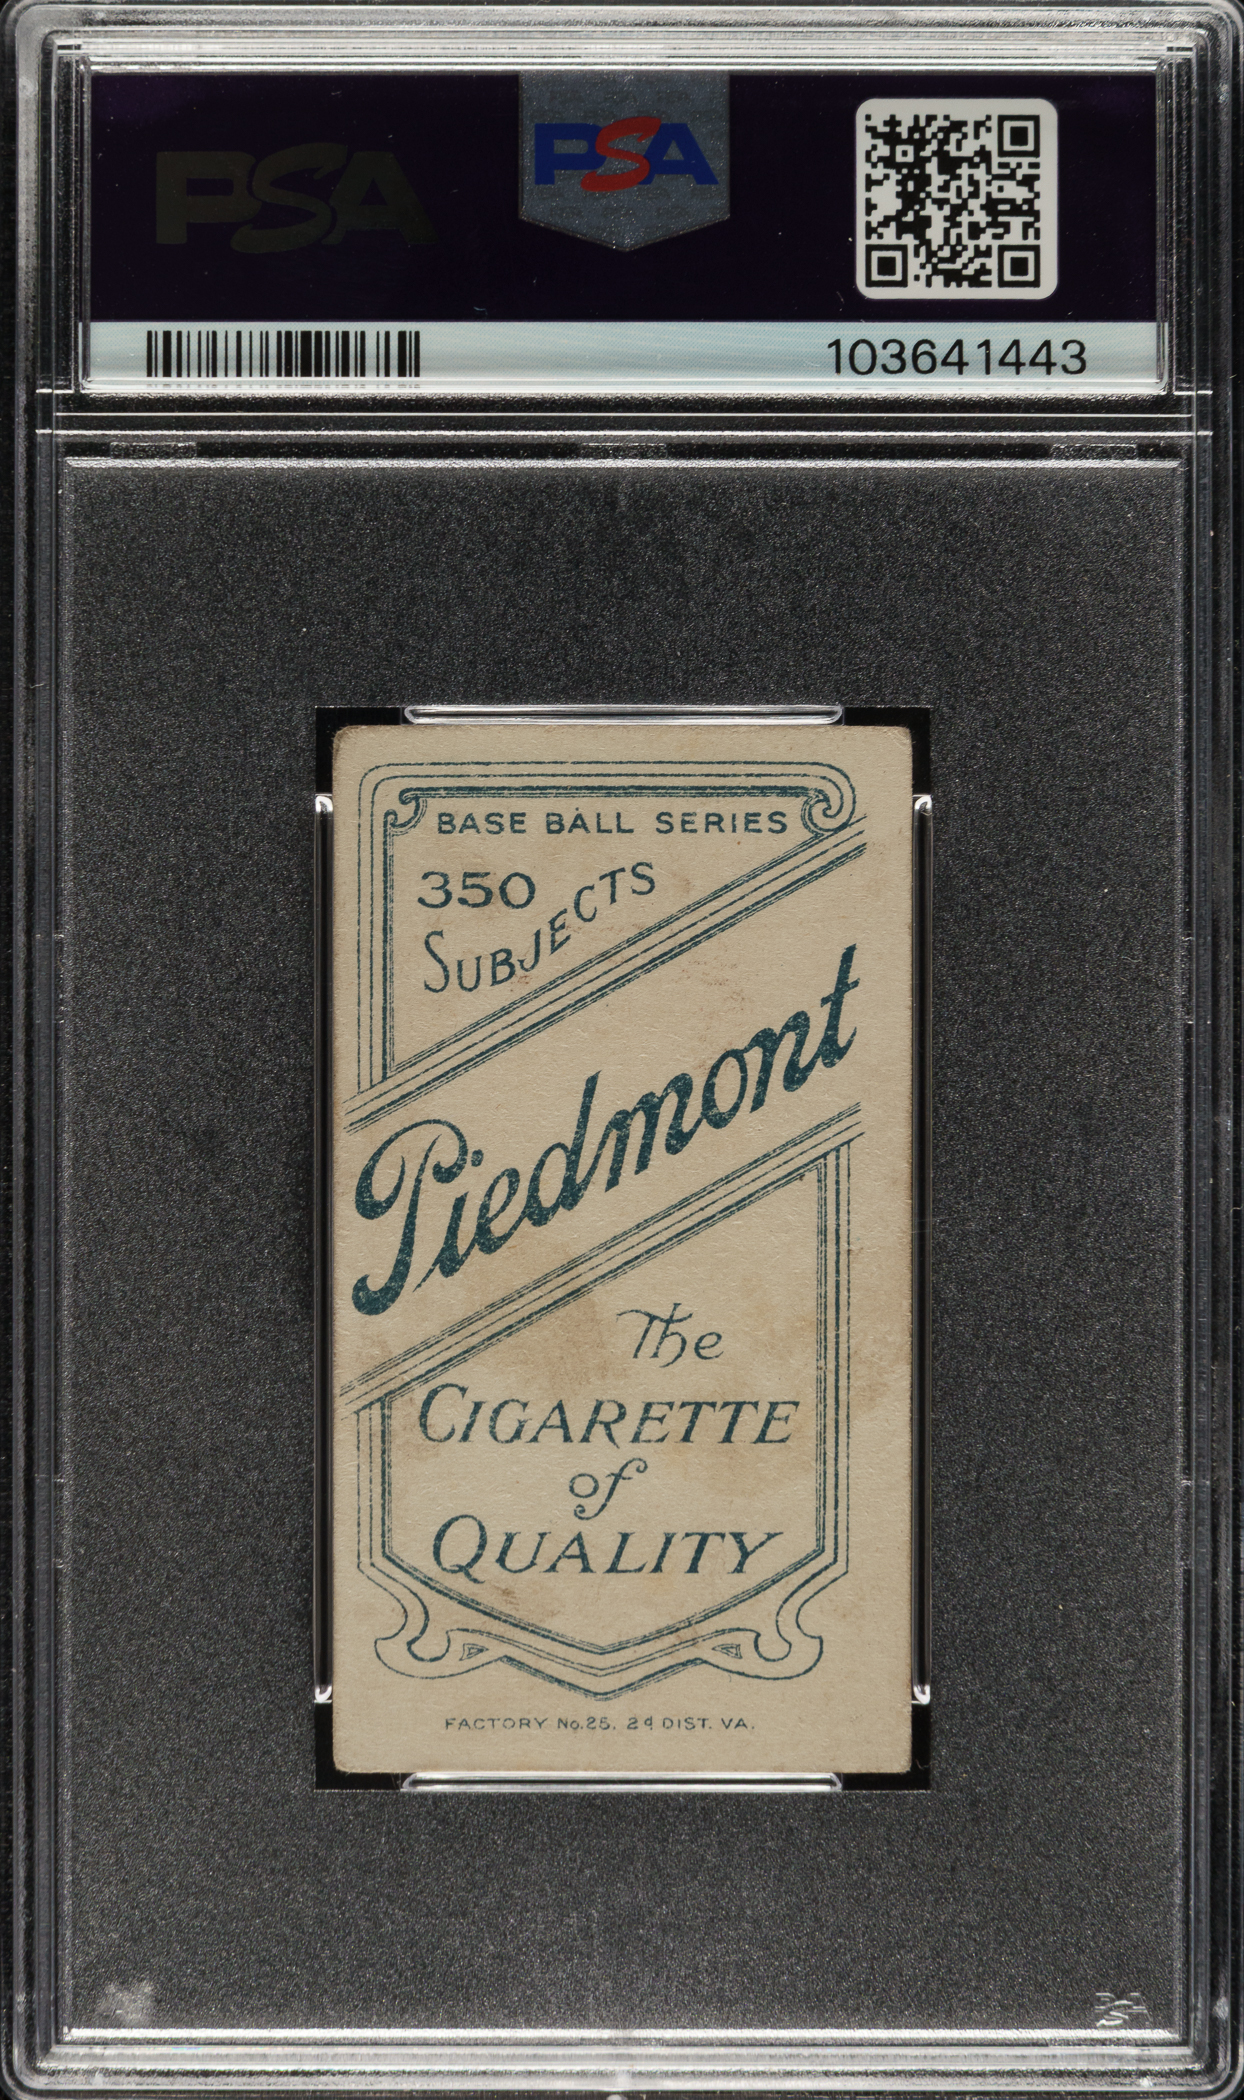 PSA
PSA
103641443
BASE BALL SERIES
350
SUBJECTS
Piedmont
The
CIGARETTE
of
QUALITY
FACTORY No.25. 2d DIST. VA.
PSA